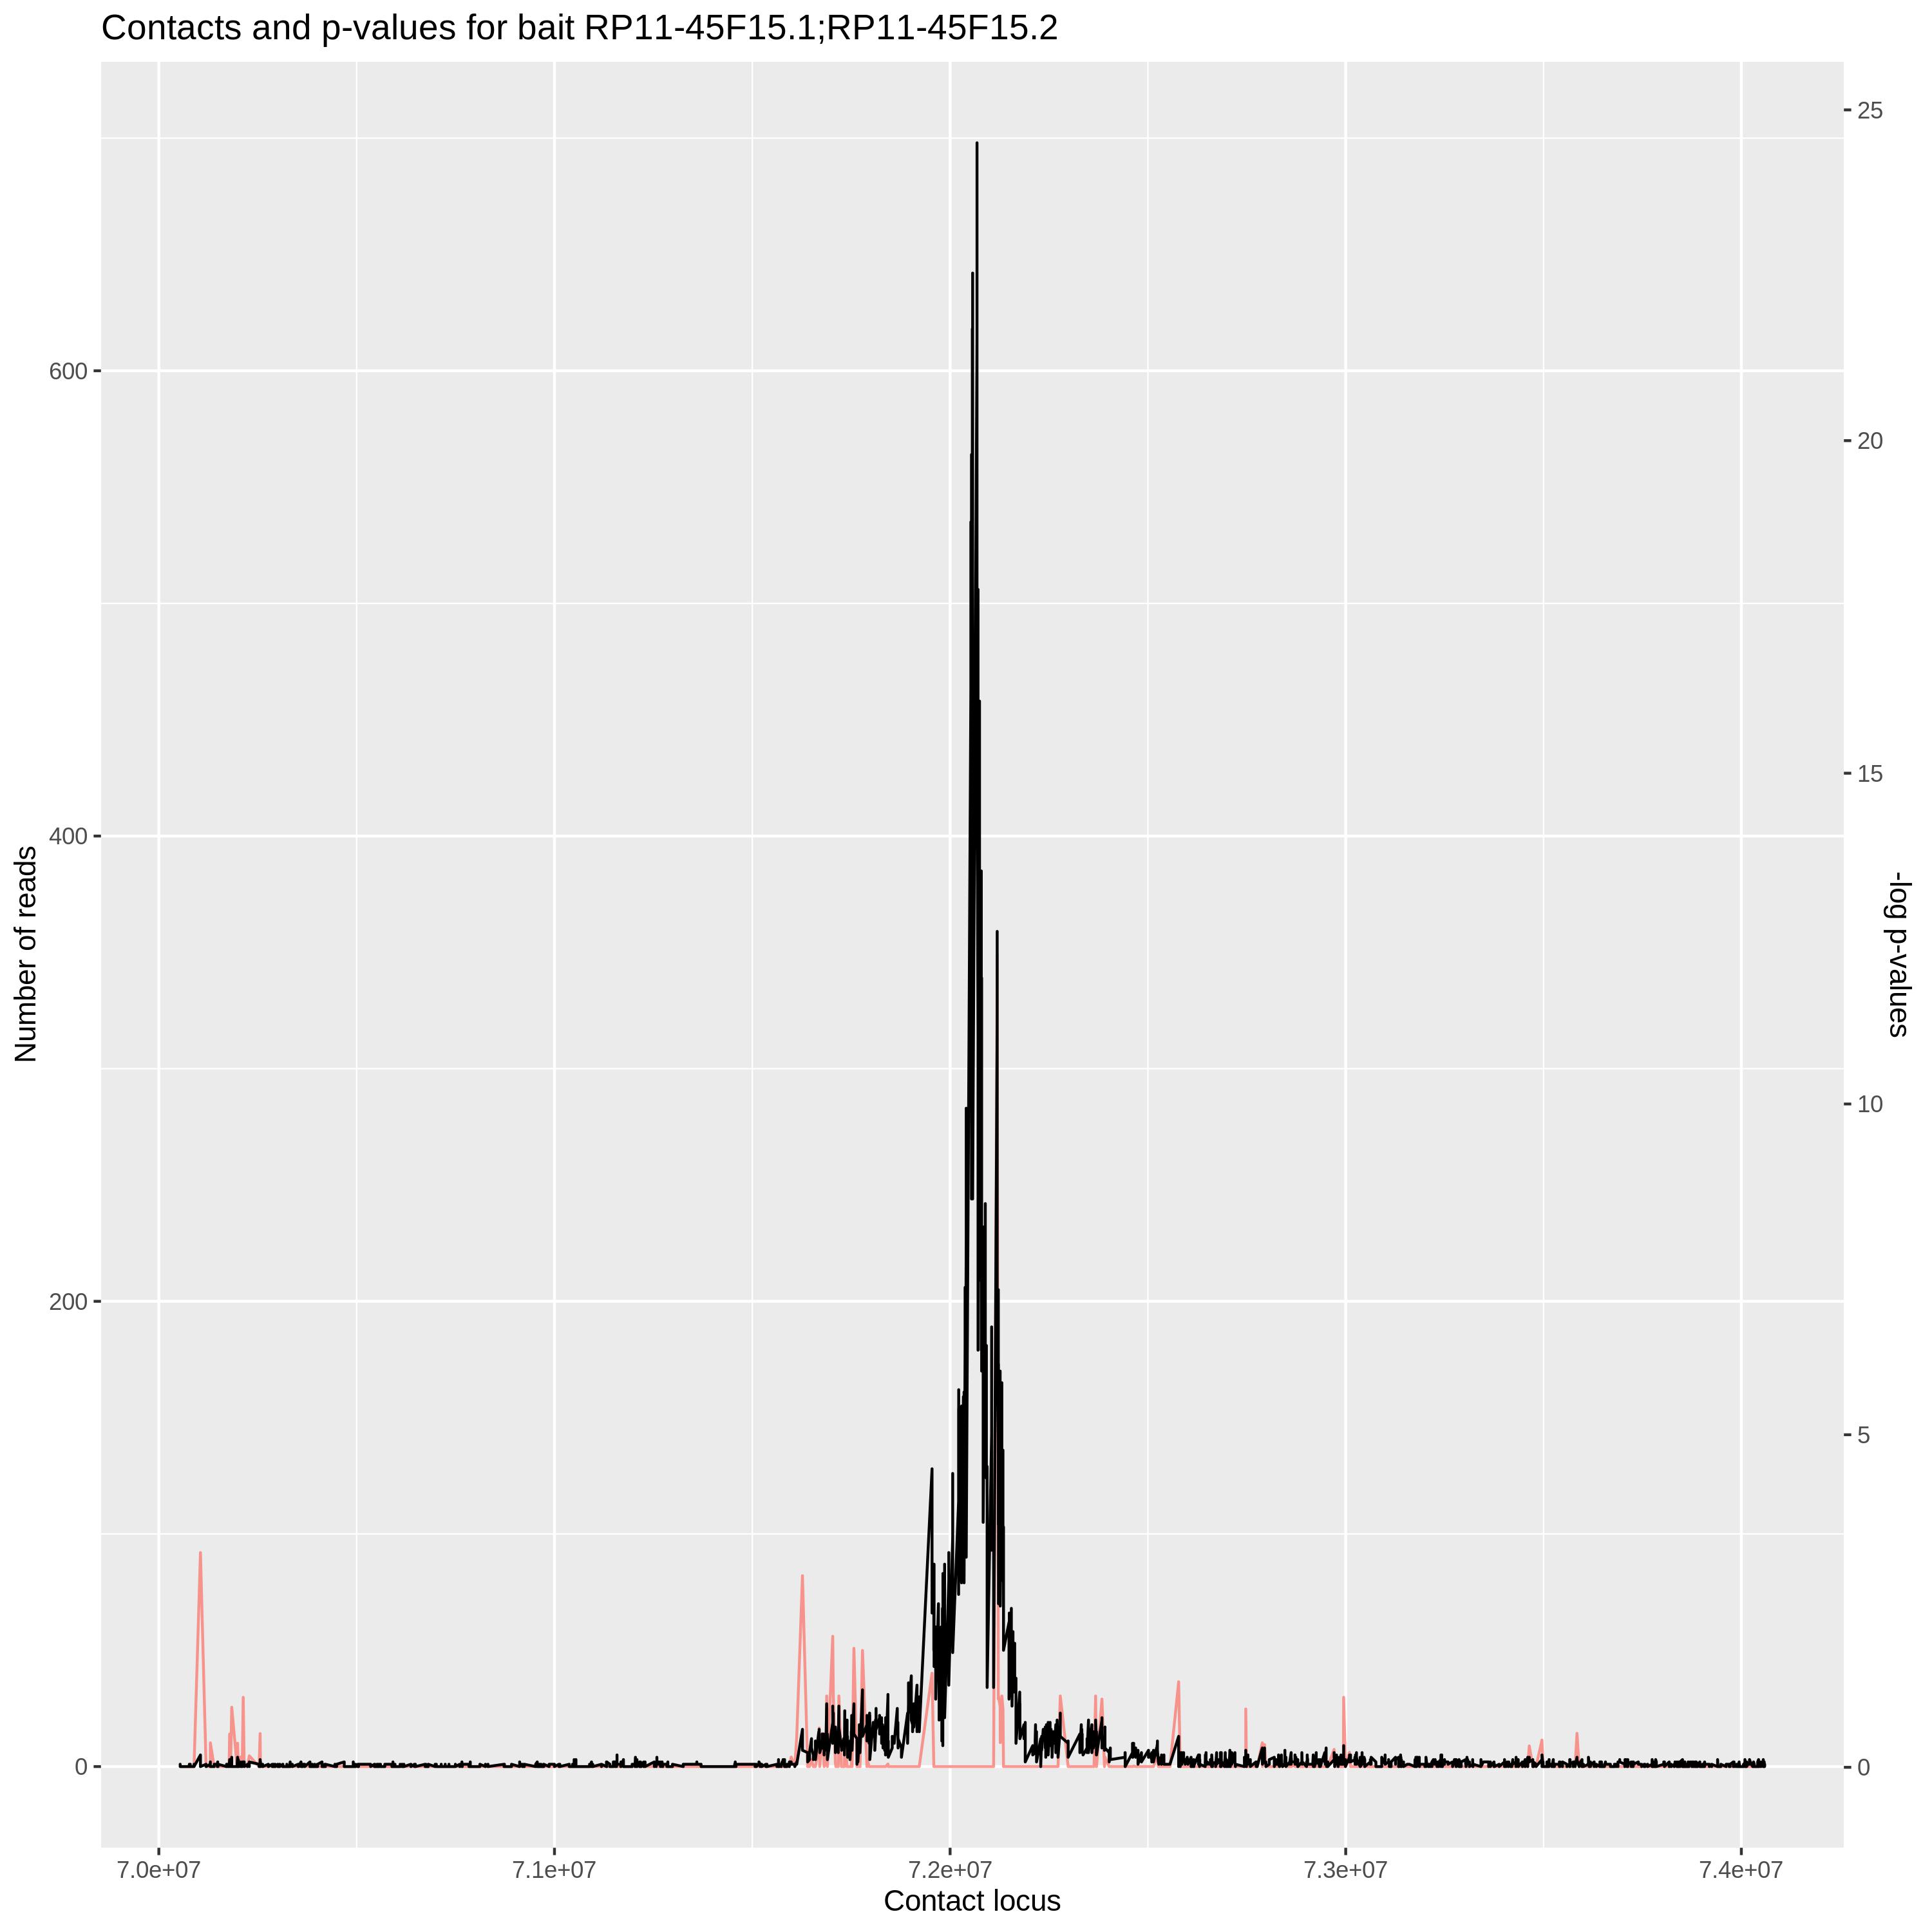 Contacts and p-values for bait RP11-45F15.1;RP11-45F15.2
Number of reads
600
400
200
0
25
20
15
10
5
0
-log p-values
7.0e+07
7.1e+07
7.2e+07
7.3e+07
7.4e+07
Contact locus